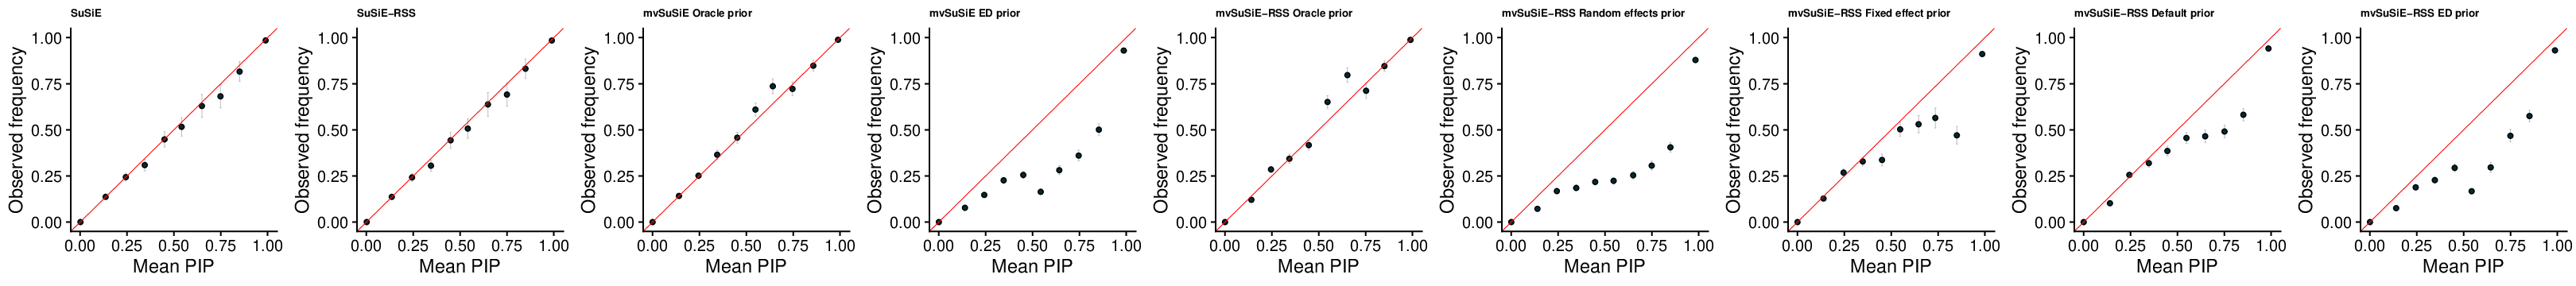 SuSiE
1.00
0.75
0.50
0.25
0.00
Observed frequency
0.00 0.25 0.50 0.75 1.00
Mean PIP
SuSiE−RSS
1.00
0.75
0.50
0.25
0.00
Observed frequency
0.00 0.25 0.50 0.75 1.00
Mean PIP
mvSuSiE Oracle prior
1.00
0.75
0.50
0.25
0.00
Observed frequency
0.00 0.25 0.50 0.75 1.00
Mean PIP
mvSuSiE ED prior
1.00
0.75
0.50
0.25
0.00
Observed frequency
0.00 0.25 0.50 0.75 1.00
Mean PIP
mvSuSiE−RSS Oracle prior
1.00
0.75
0.50
0.25
0.00
Observed frequency
0.00 0.25 0.50 0.75 1.00
Mean PIP
mvSuSiE−RSS Random effects prior
1.00
0.75
0.50
0.25
0.00
Observed frequency
0.00 0.25 0.50 0.75 1.00
Mean PIP
mvSuSiE−RSS Fixed effect prior
1.00
0.75
0.50
0.25
0.00
Observed frequency
0.00 0.25 0.50 0.75 1.00
Mean PIP
mvSuSiE−RSS Default prior
1.00
0.75
0.50
0.25
0.00
Observed frequency
0.00 0.25 0.50 0.75 1.00
Mean PIP
mvSuSiE−RSS ED prior
1.00
0.75
0.50
0.25
0.00
Observed frequency
0.00 0.25 0.50 0.75 1.00
Mean PIP